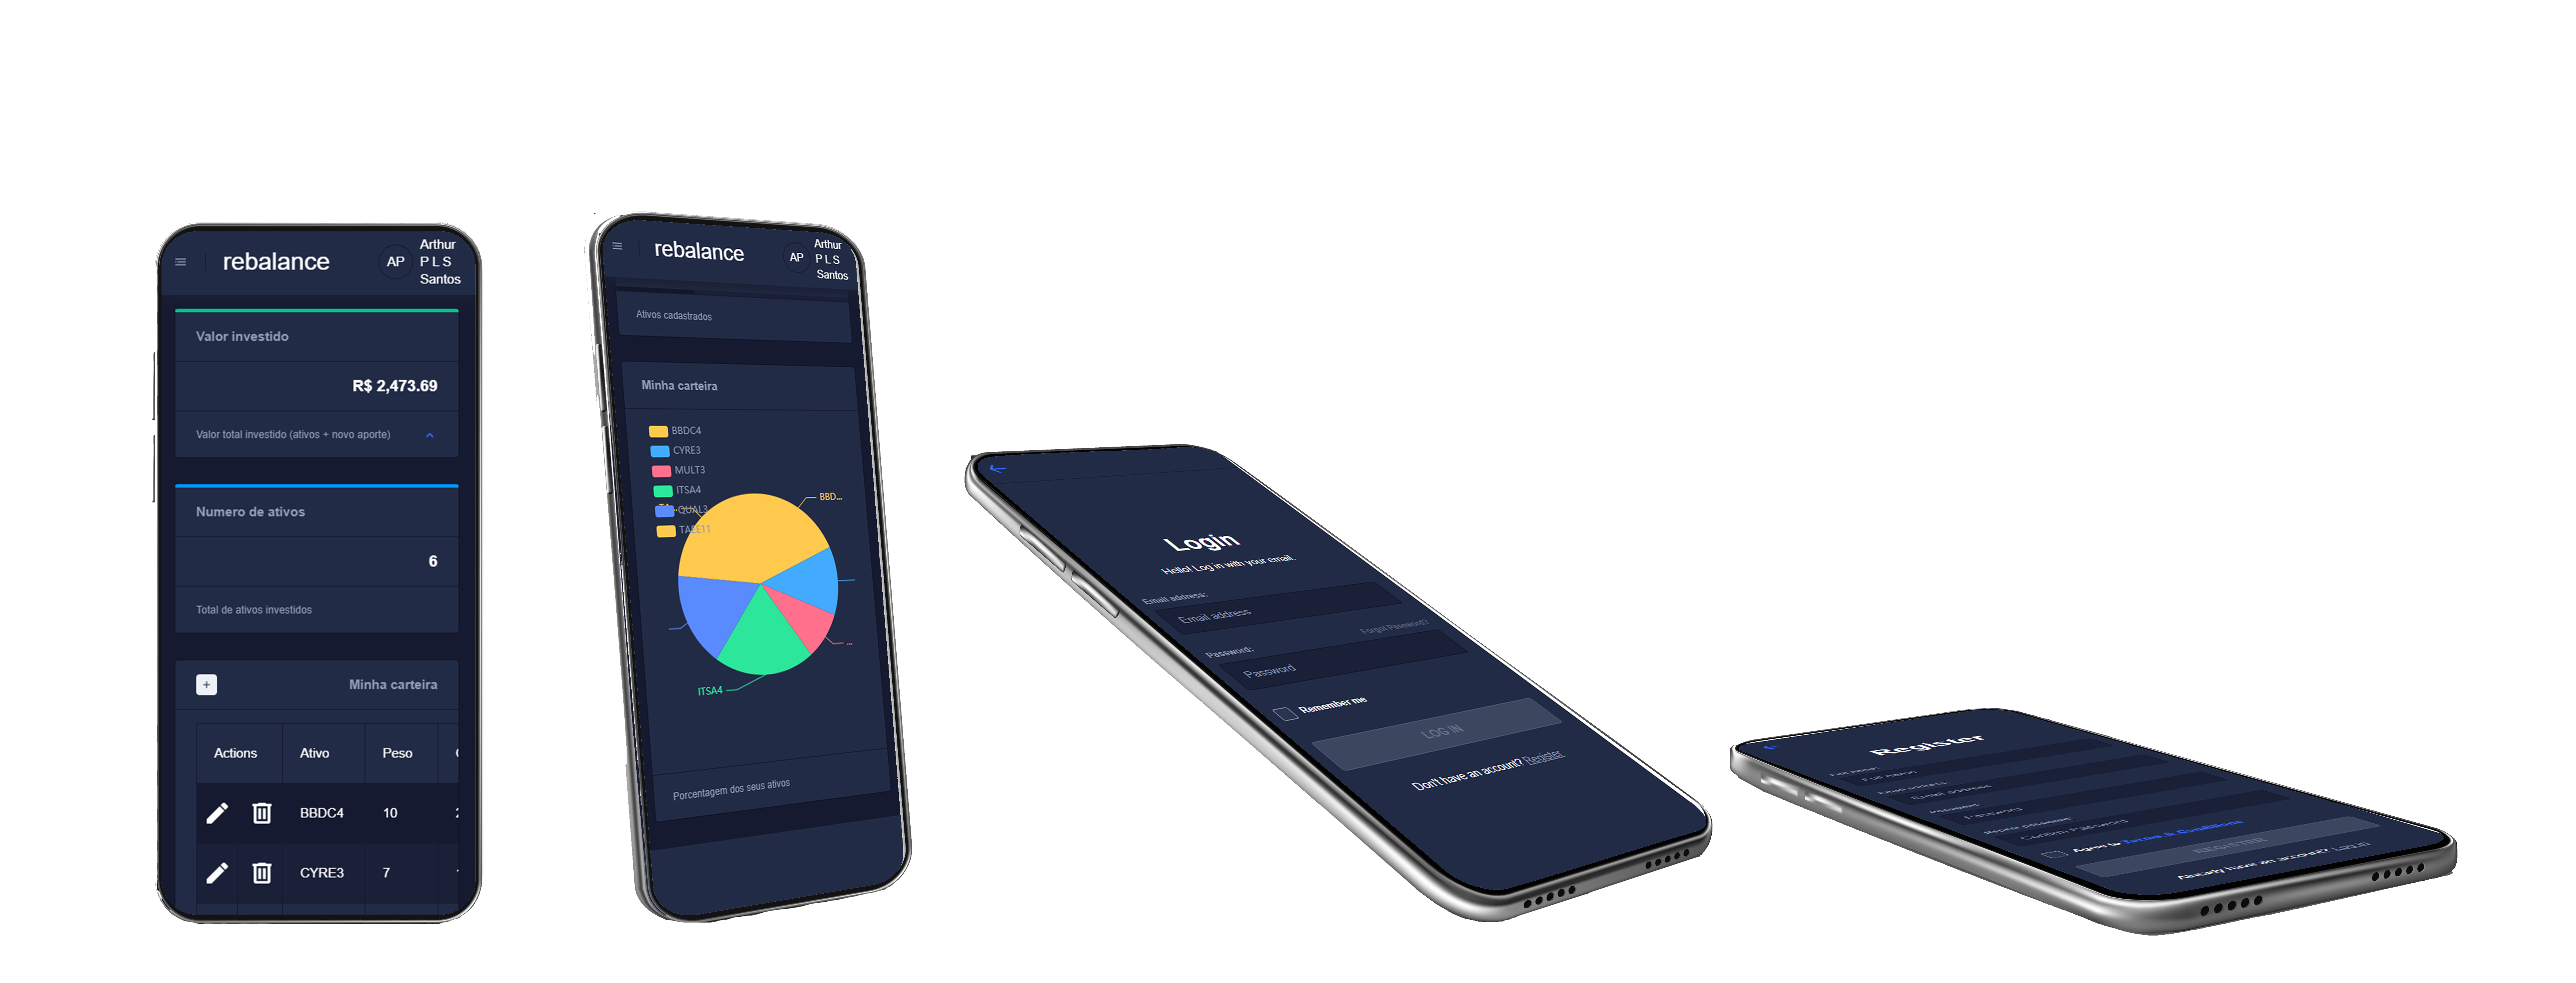 rebalance
AP
Arthur
P L S
Santos
Valor investido
R$ 2,473.69
Valor total investido (ativos + novo aporte)
Numero de ativos
6
Total de ativos investidos
+
Minha carteira
Actions Ativo Peso
BBDC4 10
CYRE3 7
rebalance
AP
Arthur
P L S
Santos
Ativos cadastrados
Minha carteira
BBDC4
CYRE3
MULT3
ITSA4
QUAL3
TAEE11
BBD...
...
ITSA4
Porcentagem dos seus ativos
Login
Hello! Log in with your email.
Email address:
Email address
Forgot Password?
Password:
Password
Remember me
LOG IN
Don't have an account? Register
Register
Full name:
Full name
Email address:
Email address
Password:
Password
Repeat password:
Confirm Password
Agree to Terms & Conditions
REGISTER
Already have an account? Log in